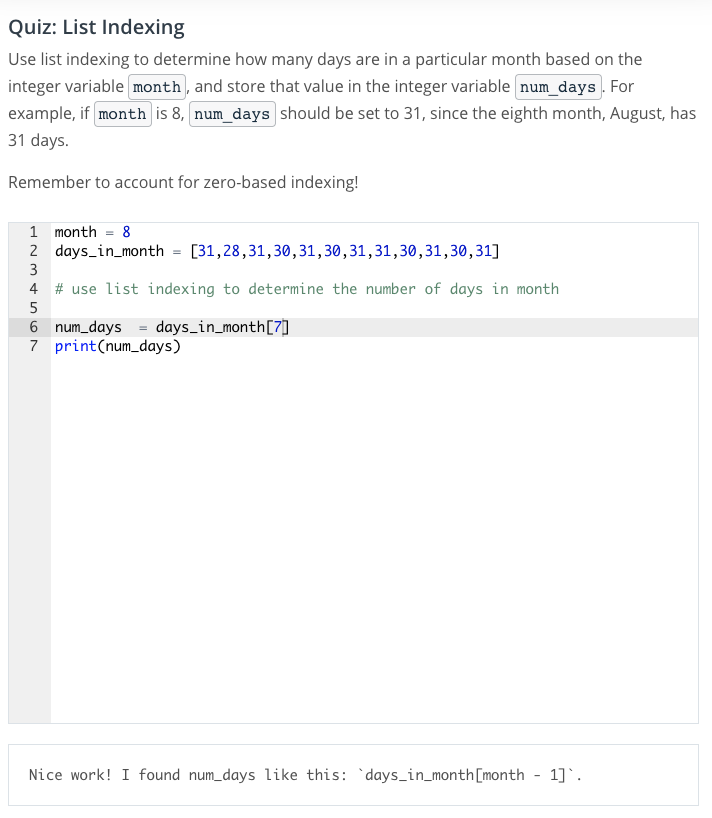 Quiz: List Indexing
Use list indexing to determine how many days are in a particular month based on the
integer variable month, and store that value in the integer variable num_days. For
example, if month is 8, num_days should be set to 31, since the eighth month, August, has
31 days.
Remember to account for zero-based indexing!
1 month = 8
2 days_in_month = [31,28,31,30,31,30,31,31,30,31,30,31]
3
4 # use list indexing to determine the number of days in month
5
6 num_days  = days_in_month[7]
7 print(num_days)
Nice work! I found num_days like this: `days_in_month[month - 1]`.